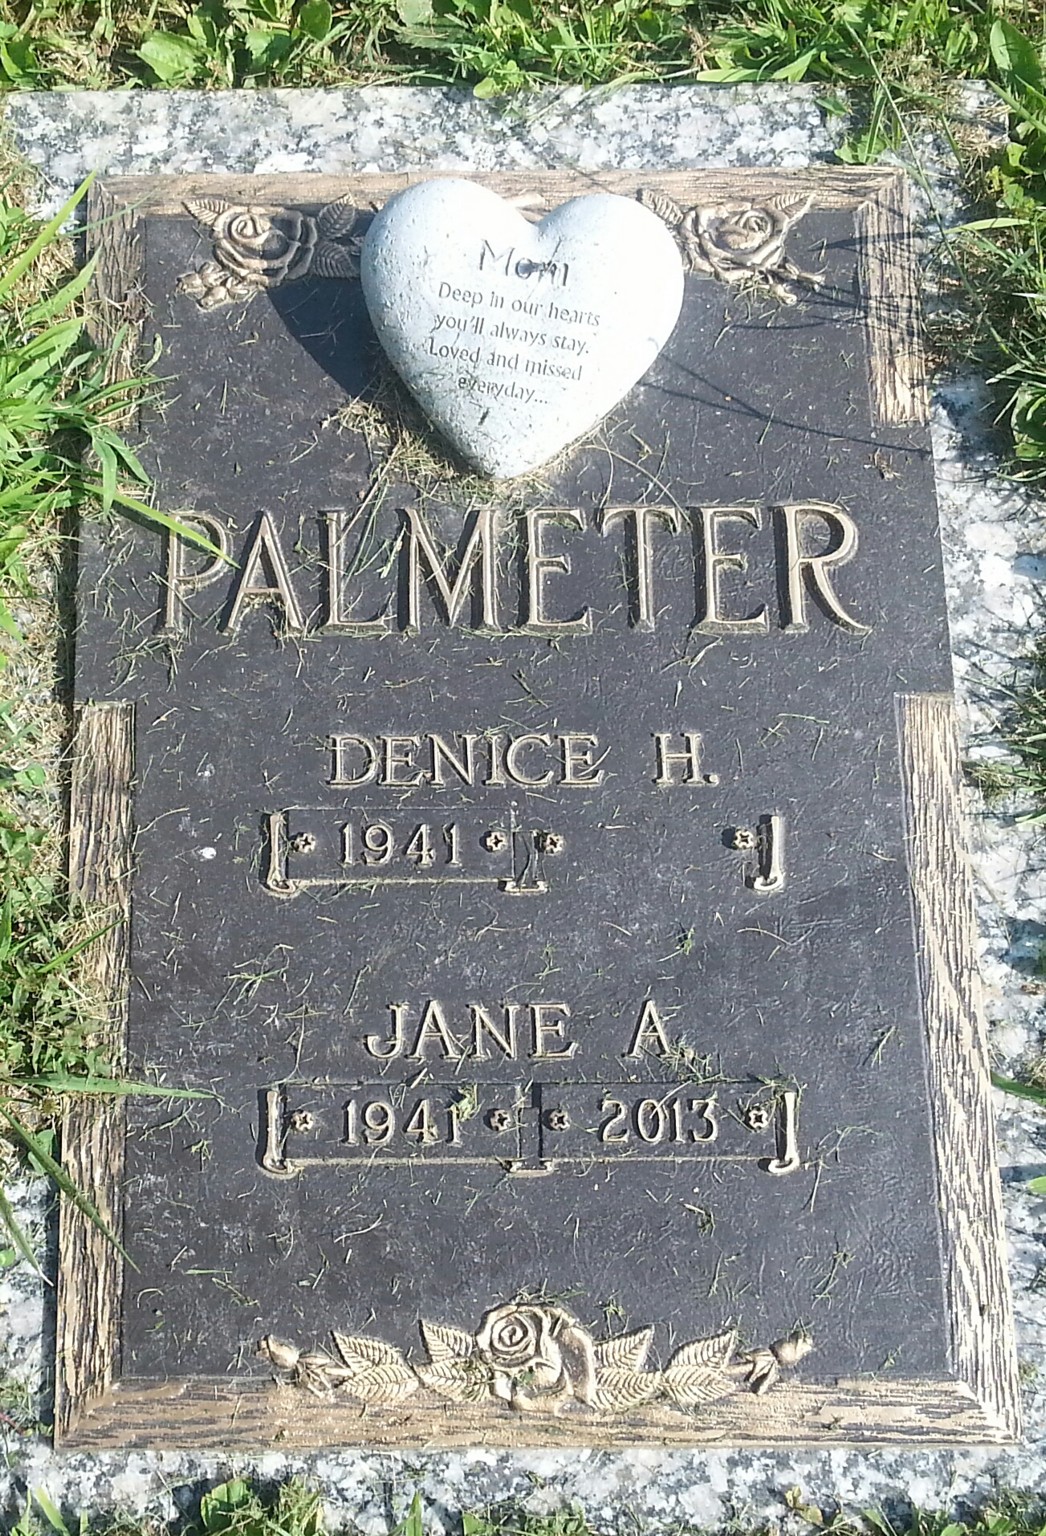 Mom
Deep in our hearts
you'll always stay.
Loved and missed
everyday...
PALMETER
DENICE H.
1941
JANE A.
1941 2013